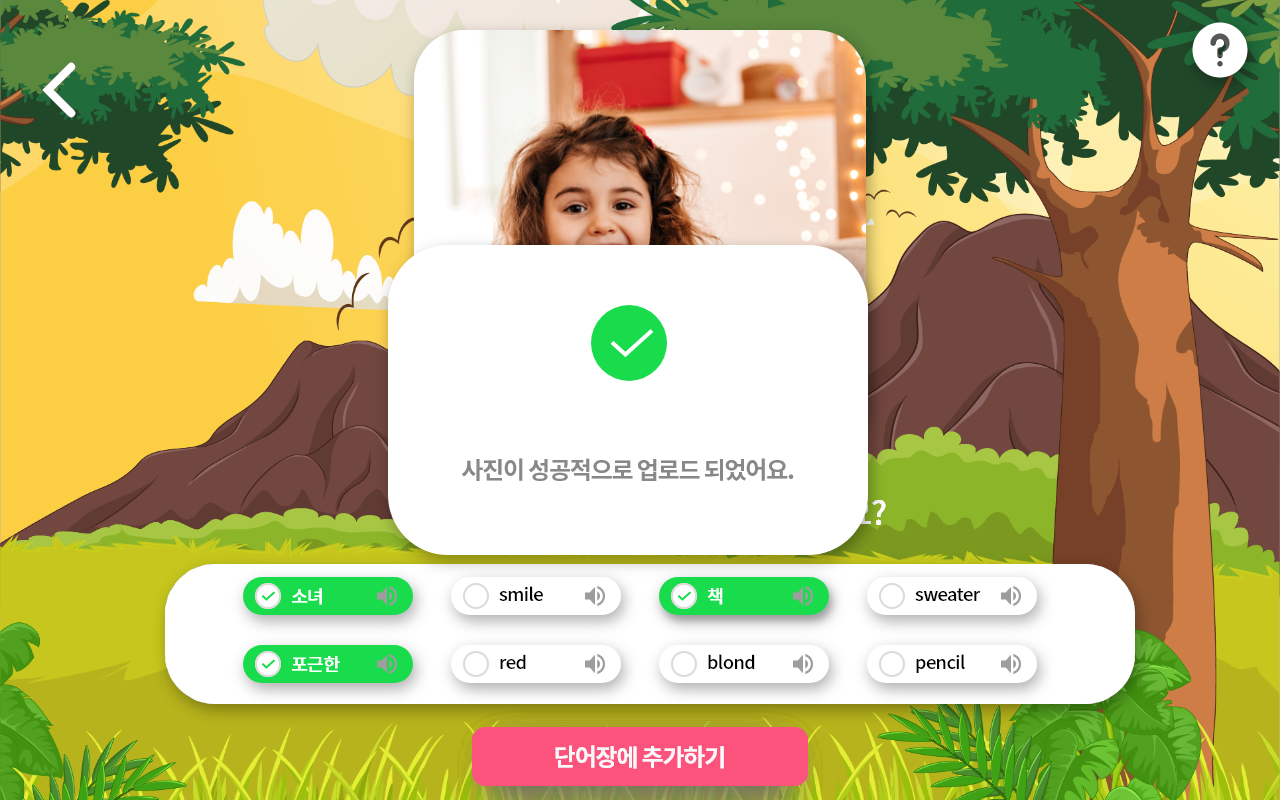 ?
사진이 성공적으로 업로드 되었어요.
?
소녀 smile 책 sweater
포근한 red blond pencil
단어장에 추가하기